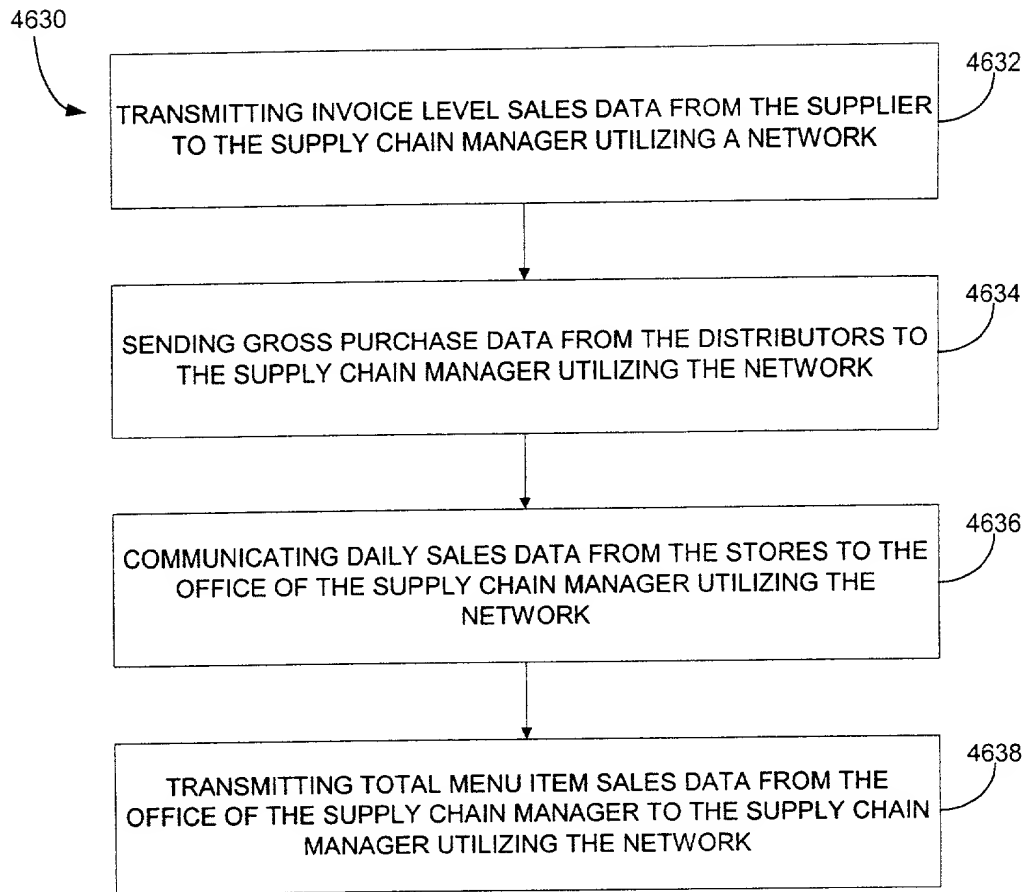 4630
4632
TRANSMITTING INVOICE LEVEL SALES DATA FROM THE SUPPLIER
TO THE SUPPLY CHAIN MANAGER UTILIZING A NETWORK
4634
SENDING GROSS PURCHASE DATA FROM THE DISTRIBUTORS TO
THE SUPPLY CHAIN MANAGER UTILIZING THE NETWORK
4636
COMMUNICATING DAILY SALES DATA FROM THE STORES TO THE
OFFICE OF THE SUPPLY CHAIN MANAGER UTILIZING THE
NETWORK
4638
TRANSMITTING TOTAL MENU ITEM SALES DATA FROM THE
OFFICE OF THE SUPPLY CHAIN MANAGER TO THE SUPPLY CHAIN
MANAGER UTILIZING THE NETWORK